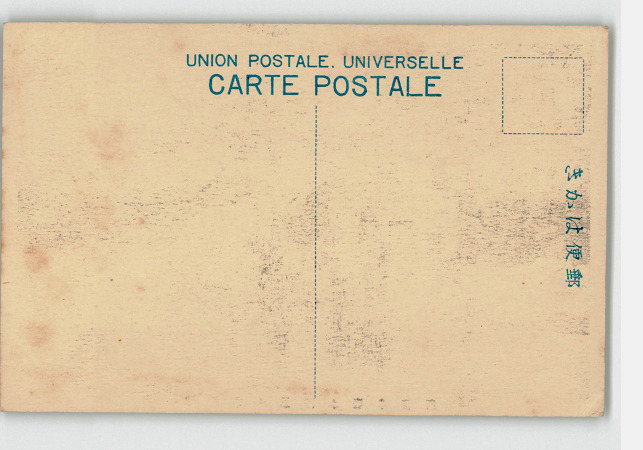 UNION POSTALE. UNIVERSELLE
CARTE POSTALE
きかは便郵